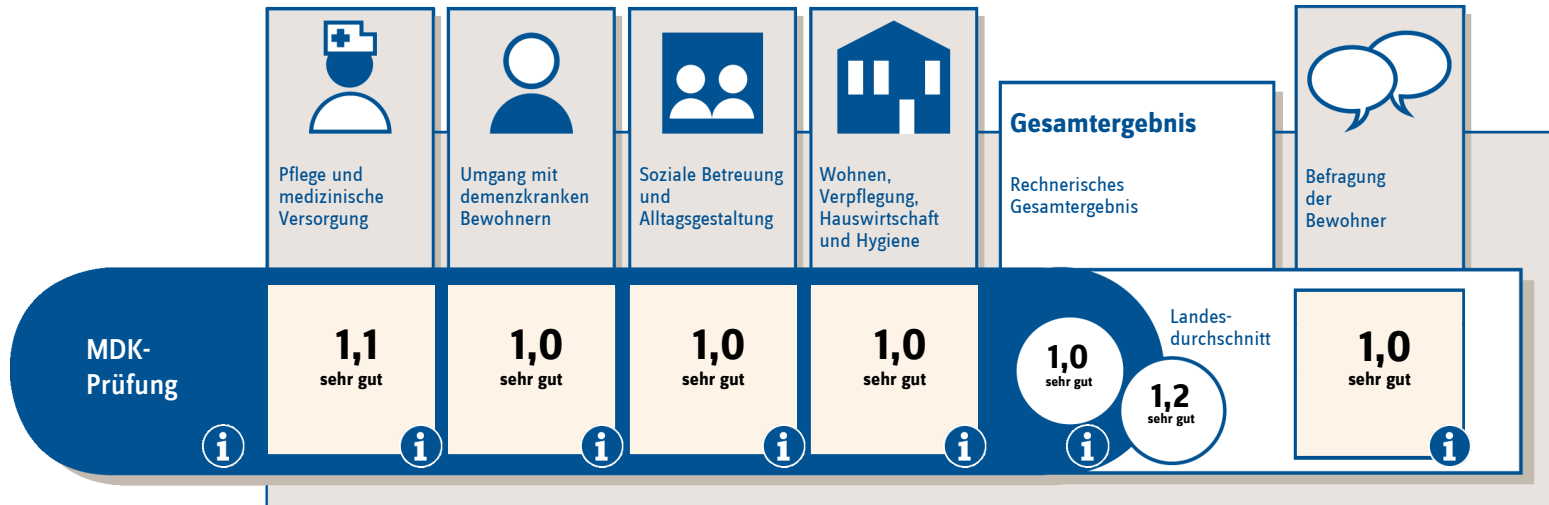 Pflege und
medizinische
Versorgung
Umgang mit
demenzkranken
Bewohnern
Soziale Betreuung
und
Alltagsgestaltung
Wohnen,
Verpflegung,
Hauswirtschaft
und Hygiene
Gesamtergebnis
Rechnerisches
Gesamtergebnis
Befragung
der
Bewohner
MDK-
Prüfung
i
1,1
sehr gut
i
1,0
sehr gut
i
1,0
sehr gut
i
1,0
sehr gut
i
1,0
sehr gut
i
Landes-
durchschnitt
1,2
sehr gut
1,0
sehr gut
i